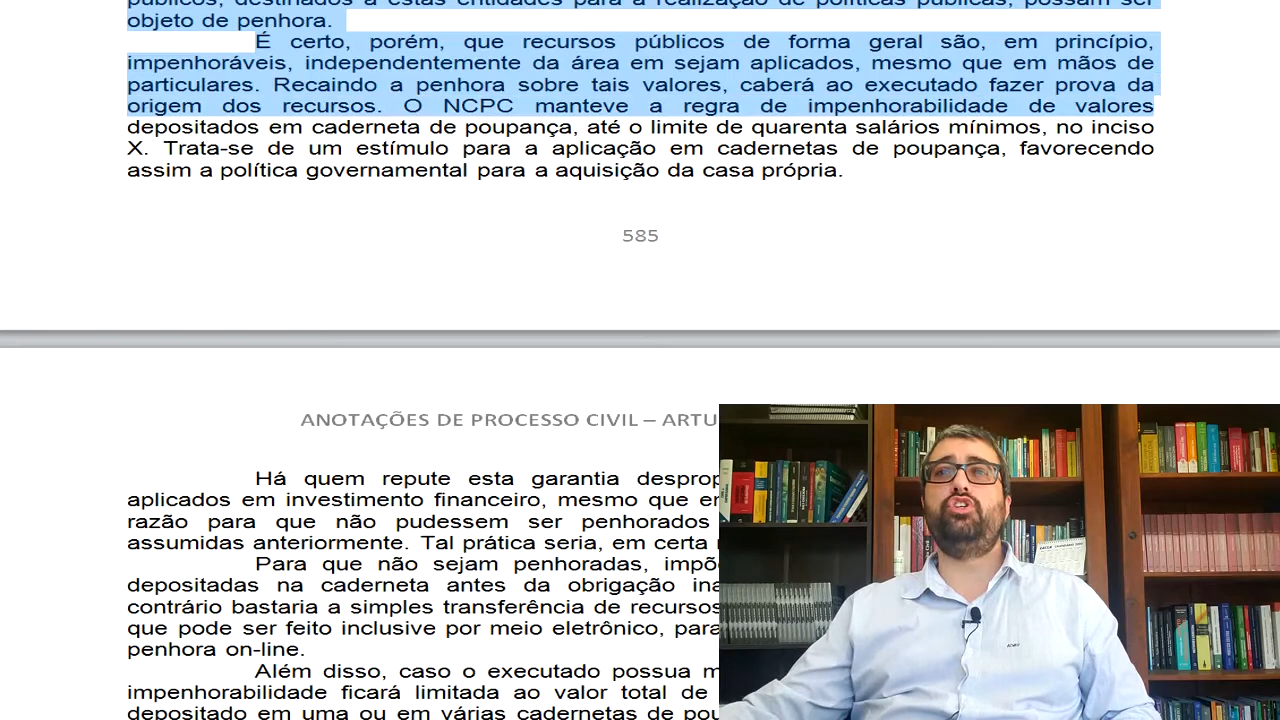 públicos, destinados a estas entidades para a realização de políticas públicas, possam ser
objeto de penhora.
É certo, porém, que recursos públicos de forma geral são, em princípio,
impenhoráveis, independentemente da área em sejam aplicados, mesmo que em mãos de
particulares. Recaindo a penhora sobre tais valores, caberá ao executado fazer prova da
origem dos recursos. O NCPC manteve a regra de impenhorabilidade de valores
depositados em caderneta de poupança, até o limite de quarenta salários mínimos, no inciso
X. Trata-se de um estímulo para a aplicação em cadernetas de poupança, favorecendo
assim a política governamental para a aquisição da casa própria.
585
ANOTAÇÕES DE PROCESSO CIVIL – ARTU
Há quem repute esta garantia desprop
aplicados em investimento financeiro, mesmo que em
razão para que não pudessem ser penhorados
assumidas anteriormente. Tal prática seria, em certa
Para que não sejam penhoradas, impõ
depositadas na caderneta antes da obrigação ina
contrário bastaria a simples transferência de recursos
que pode ser feito inclusive por meio eletrônico, para
penhora on-line.
Além disso, caso o executado possua m
impenhorabilidade ficará limitada ao valor total de
depositado em uma ou em várias cadernetas de pou